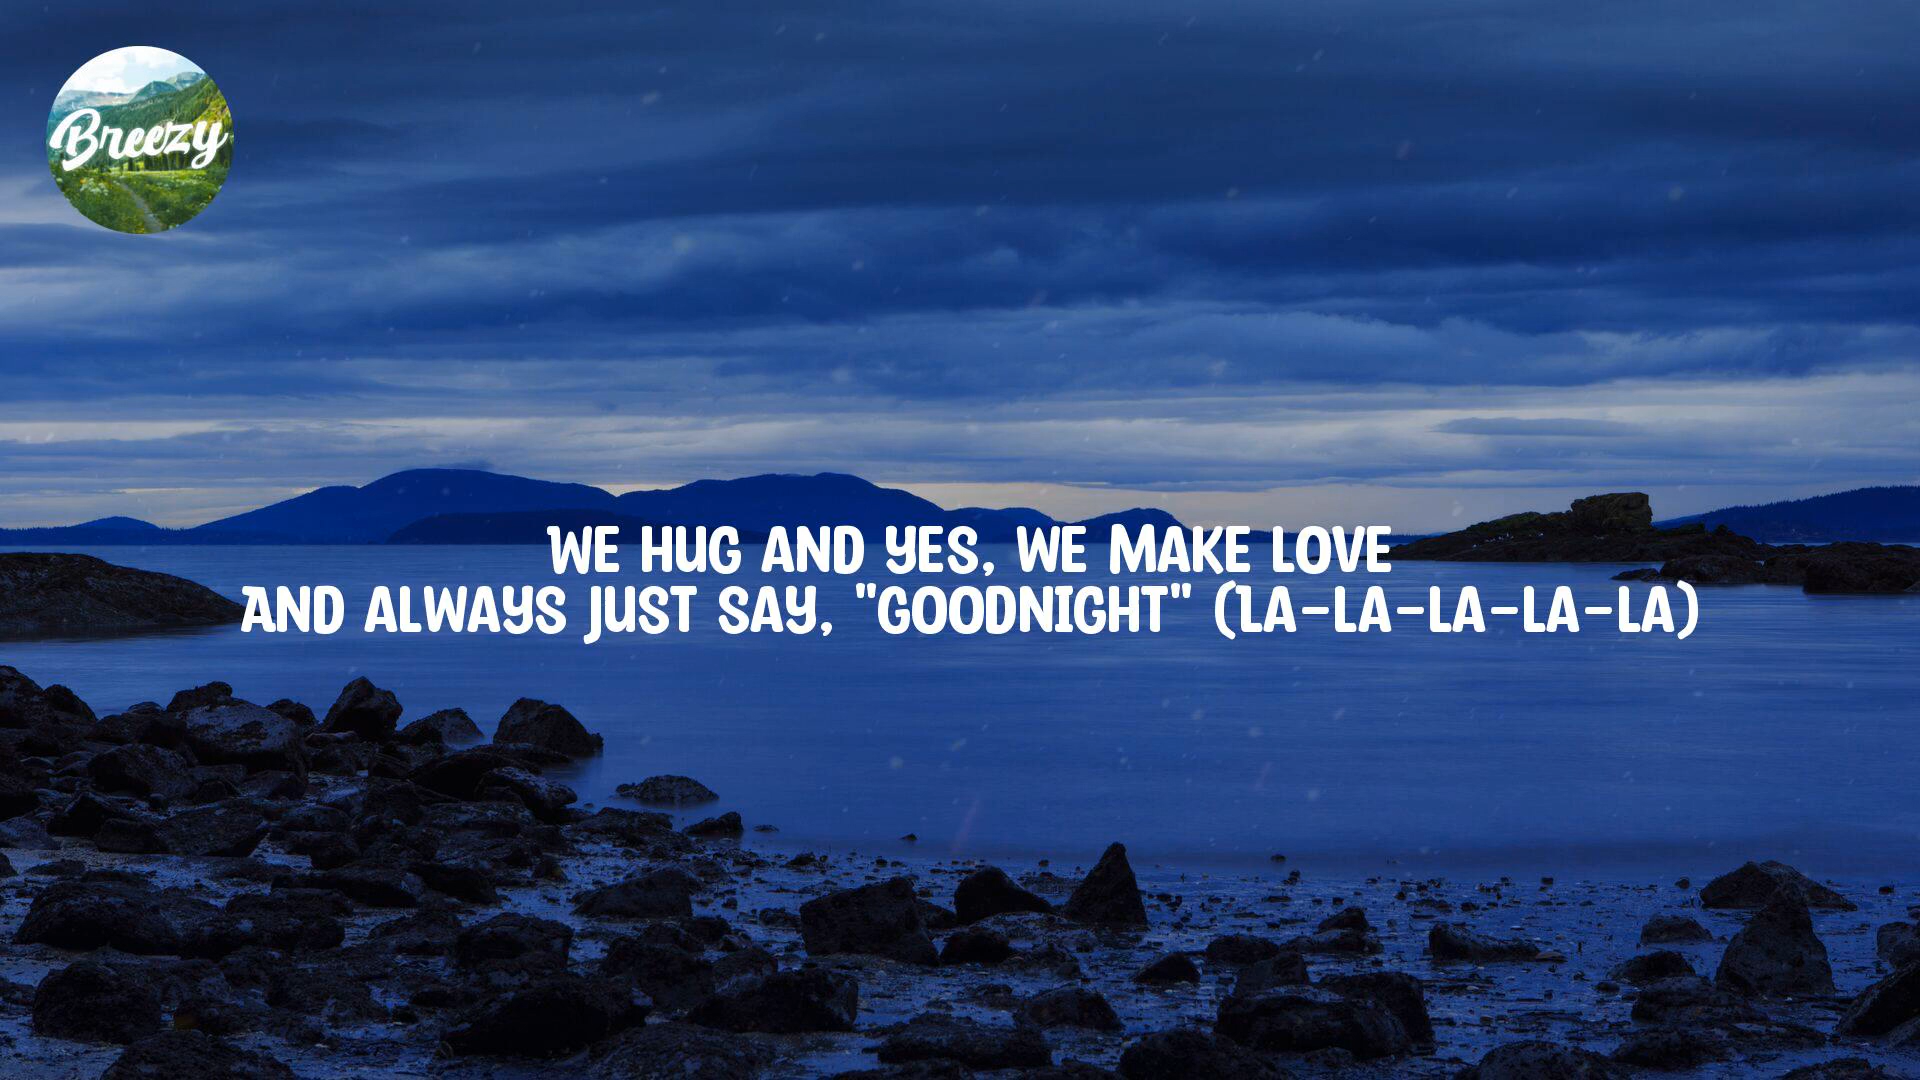 Breezy
WE HUG AND YES, WE MAKE LOVE
AND ALWAYS JUST SAY, "GOODNIGHT" (LA-LA-LA-LA-LA)